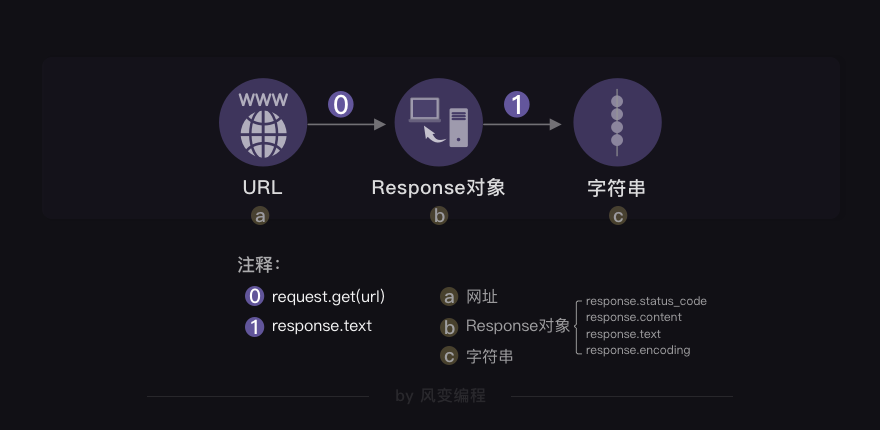 WWW
0
1
URL
Response对象
字符串
a
b
c
注释:
0 request.get(url)
a 网址
1 response.text
b Response对象
response.status_code
response.content
response.text
response.encoding
c 字符串
by 风变编程